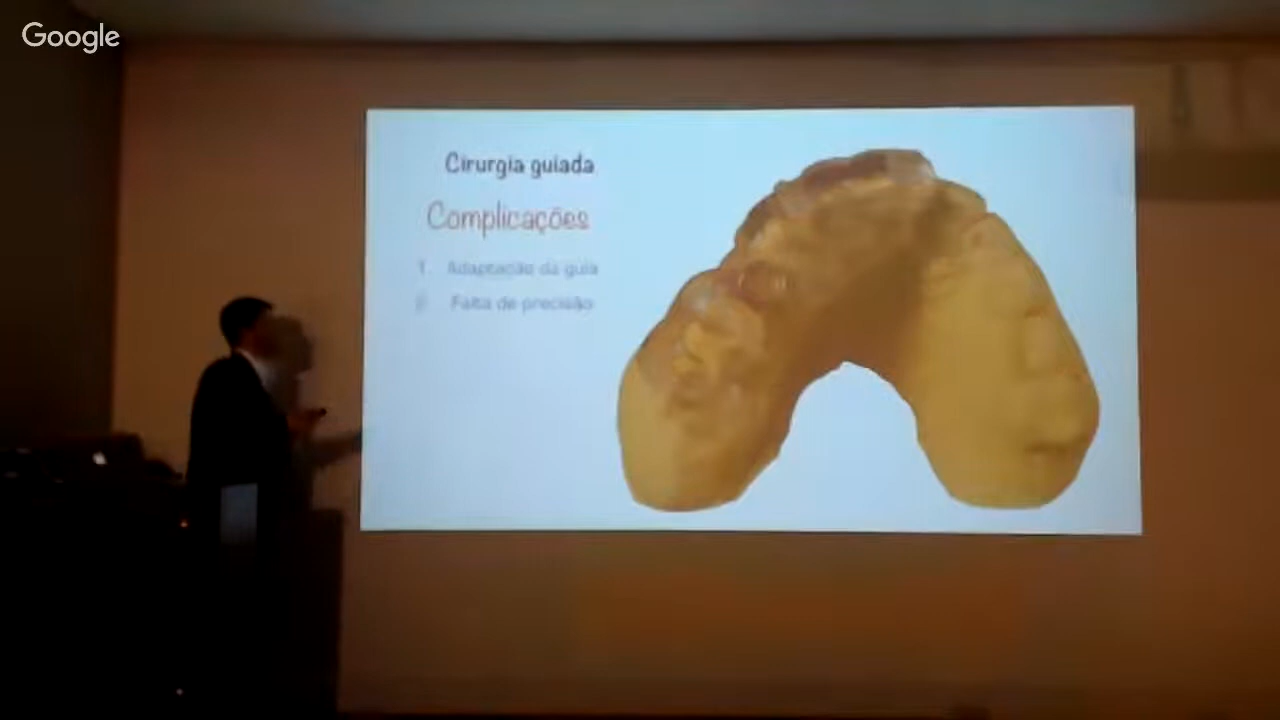 Google
Cirurgia guiada
Complicações
1. Adaptação da guia
2. Falta de precisão